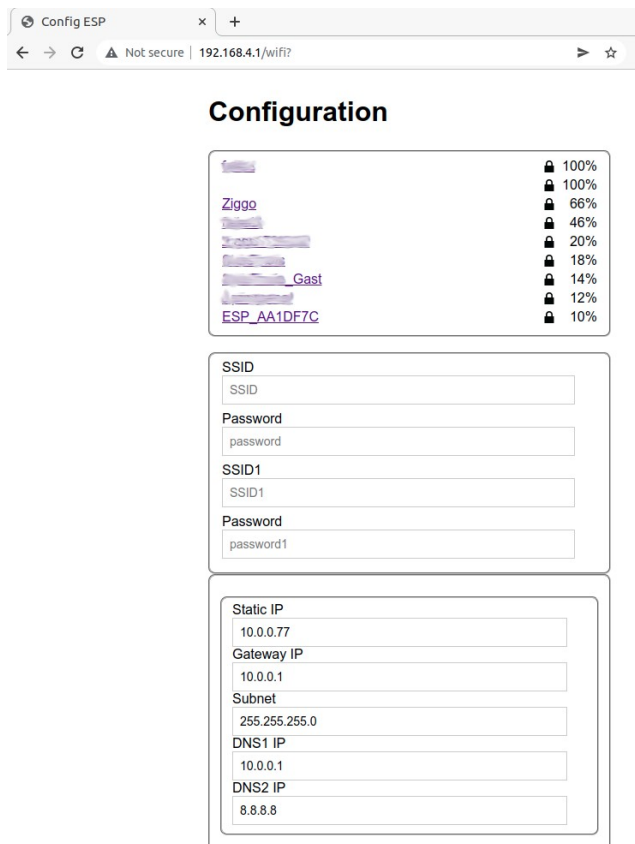 Config ESP
Not secure 192.168.4.1/wifi?
Configuration
100%
100%
Ziggo 66%
46%
20%
18%
_Gast 14%
12%
ESP_AA1DF7C 10%
SSID
SSID
Password
password
SSID1
SSID1
Password
password1
Static IP
10.0.0.77
Gateway IP
10.0.0.1
Subnet
255.255.255.0
DNS1 IP
10.0.0.1
DNS2 IP
8.8.8.8